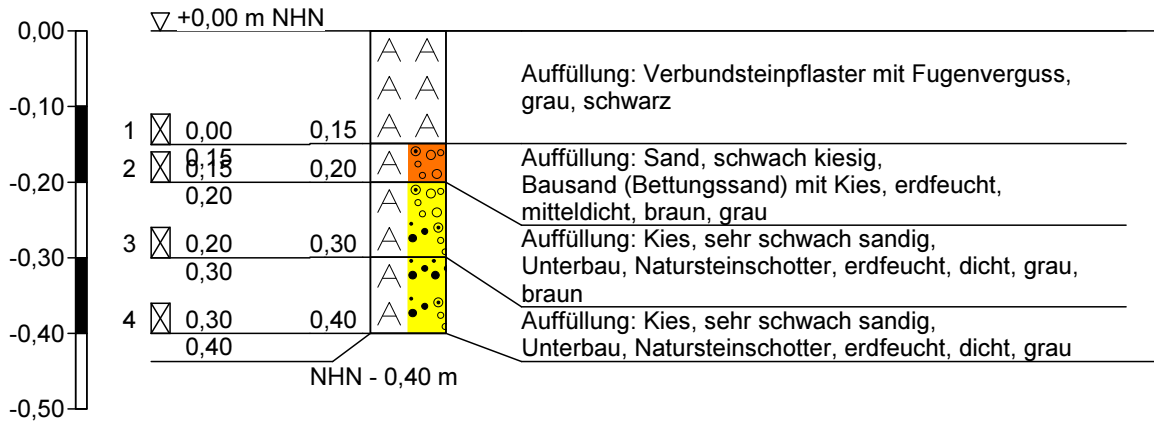 +0,00 m NHN
0,00
-0,10
-0,20
-0,30
-0,40
-0,50
1 0,00 0,15
0,15
2 0,15 0,20
0,20
3 0,20 0,30
0,30
4 0,30 0,40
0,40
A A
A A
A A
A
A
A
A
Auffüllung: Verbundsteinpflaster mit Fugenverguss,
grau, schwarz
Auffüllung: Sand, schwach kiesig,
Bausand (Bettungssand) mit Kies, erdfeucht,
mitteldicht, braun, grau
Auffüllung: Kies, sehr schwach sandig,
Unterbau, Natursteinschotter, erdfeucht, dicht, grau,
braun
Auffüllung: Kies, sehr schwach sandig,
Unterbau, Natursteinschotter, erdfeucht, dicht, grau
NHN - 0,40 m